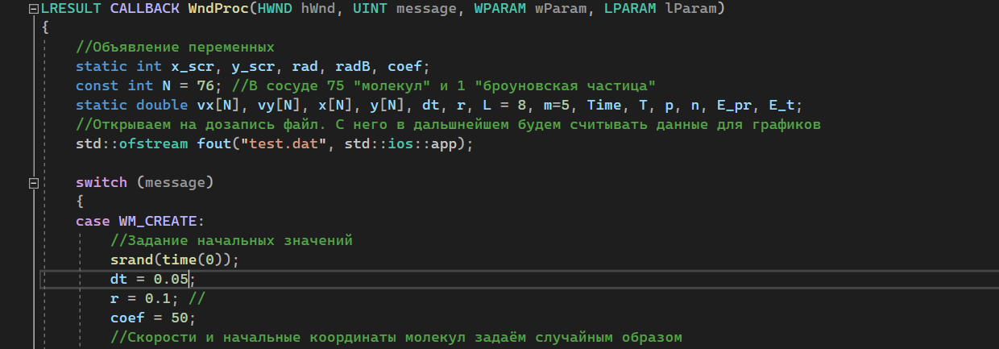 LRESULT CALLBACK WndProc(HWND hWnd, UINT message, WPARAM wParam, LPARAM lParam)
{
//Объявление переменных
static int x_scr, y_scr, rad, radB, coef;
const int N = 76; //В сосуде 75 "молекул" и 1 "броуновская частица"
static double vx[N], vy[N], x[N], y[N], dt, r, L = 8, m=5, Time, T, p, n, E_pr, E_t;
//Открываем на дозапись файл. С него в дальшнейшем будем считывать данные для графиков
std::ofstream fout("test.dat", std::ios::app);
switch (message)
{
case WM_CREATE:
//Задание начальных значений
srand(time(0));
dt = 0.05;
r = 0.1; //
coef = 50;
//Скорости и начальные координаты молекул задаём случайным образом